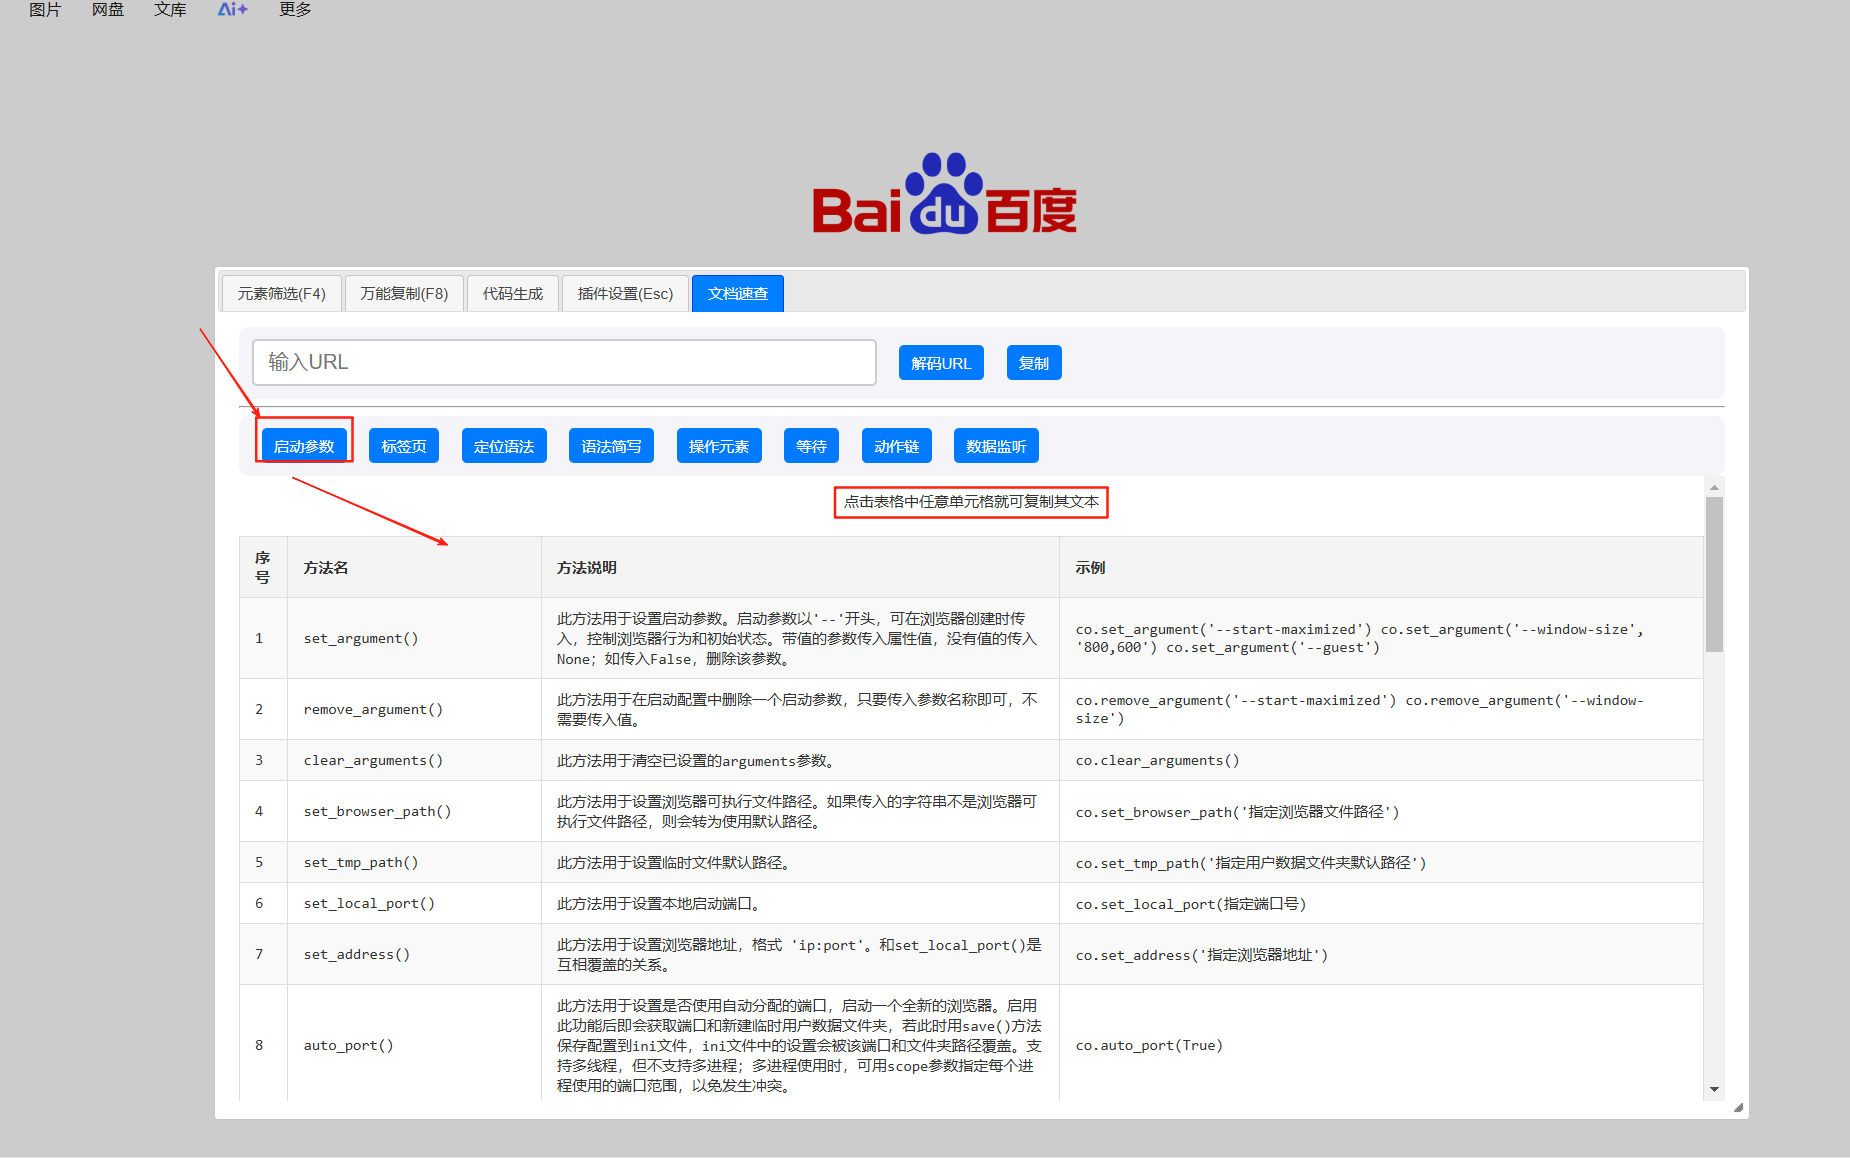 图片 网盘 文库 Ai+ 更多
Bai du 百度
元素筛选(F4) 万能复制(F8) 代码生成 插件设置(Esc) 文档速查
输入URL 解码URL 复制
启动参数 标签页 定位语法 语法简写 操作元素 等待 动作链 数据监听
点击表格中任意单元格就可复制其文本
序号 方法名 方法说明 示例
1 set_argument()
此方法用于设置启动参数。启动参数以'--'开头，可在浏览器创建时传
入，控制浏览器行为和初始状态。带值的参数传入属性值，没有值的传入
None；如传入False，删除该参数。
co.set_argument('--start-maximized') co.set_argument('--window-size',
'800,600') co.set_argument('--guest')
2 remove_argument()
此方法用于在启动配置中删除一个启动参数，只要传入参数名称即可，不
需要传入值。
co.remove_argument('--start-maximized') co.remove_argument('--window-
size')
3 clear_arguments() 此方法用于清空已设置的arguments参数。 co.clear_arguments()
4 set_browser_path()
此方法用于设置浏览器可执行文件路径。如果传入的字符串不是浏览器可
执行文件路径，则会转为使用默认路径。
co.set_browser_path('指定浏览器文件路径')
5 set_tmp_path() 此方法用于设置临时文件默认路径。 co.set_tmp_path('指定用户数据文件夹默认路径')
6 set_local_port() 此方法用于设置本地启动端口。 co.set_local_port(指定端口号)
7 set_address()
此方法用于设置浏览器地址，格式 'ip:port'。和set_local_port()是
互相覆盖的关系。
co.set_address('指定浏览器地址')
8 auto_port()
此方法用于设置是否使用自动分配的端口，启动一个全新的浏览器。启用
此功能后即会获取端口和新建临时用户数据文件夹，若此时用save()方法
保存配置到ini文件，ini文件中的设置会被该端口和文件夹路径覆盖。支
持多线程，但不支持多进程；多进程使用时，可用scope参数指定每个进
程使用的端口范围，以免发生冲突。
co.auto_port(True)